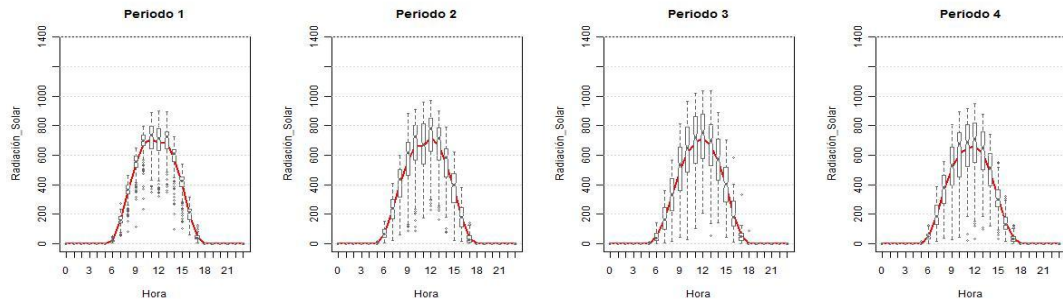 Periodo 1
Periodo 2
Periodo 3
Periodo 4
Radiación_Solar
0 200 400 600 800 1000 1400
Radiación_Solar
0 200 400 600 800 1000 1400
Radiación_Solar
0 200 400 600 800 1000 1400
Radiación_Solar
0 200 400 600 800 1000 1400
0 3 6 9 12 15 18 21
0 3 6 9 12 15 18 21
0 3 6 9 12 15 18 21
0 3 6 9 12 15 18 21
Hora
Hora
Hora
Hora